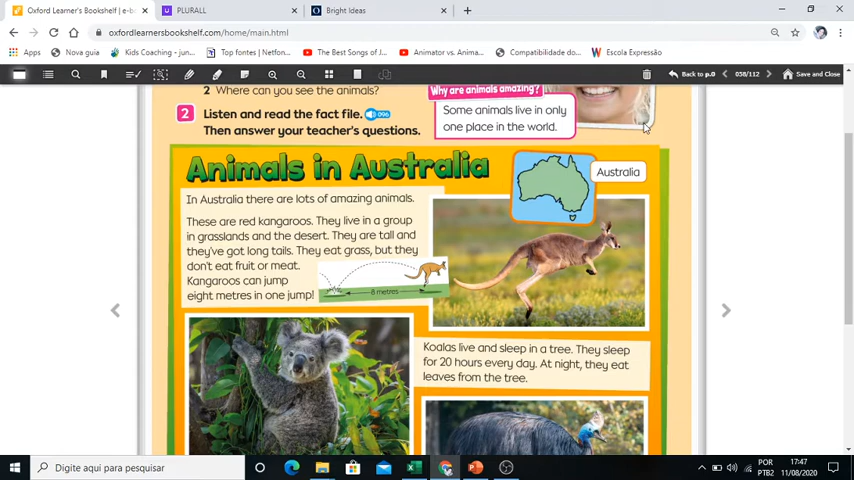 Oxford Learner's Bookshelf | e-bo
PLURALL
Bright Ideas
oxfordlearnersbookshelf.com/home/main.html
Apps
Nova guia
Kids Coaching - jun...
Top fontes | Netfon...
The Best Songs of J...
Animator vs. Anima...
Compatibilidade do...
Escola Expressão
Back to p.0
038/112
Save and Close
2 Where can you see the animals?
Why are animals amazing?
Some animals live in only
one place in the world.
2 Listen and read the fact file. 096
Then answer your teacher's questions.
Animals in Australia
Australia
In Australia there are lots of amazing animals.
These are red kangaroos. They live in a group
in grasslands and the desert. They are tall and
they've got long tails. They eat grass, but they
don't eat fruit or meat.
Kangaroos can jump
eight metres in one jump!
8 metres
Koalas live and sleep in a tree. They sleep
for 20 hours every day. At night, they eat
leaves from the tree.
Digite aqui para pesquisar
POR
PTB2
17:47
11/08/2020